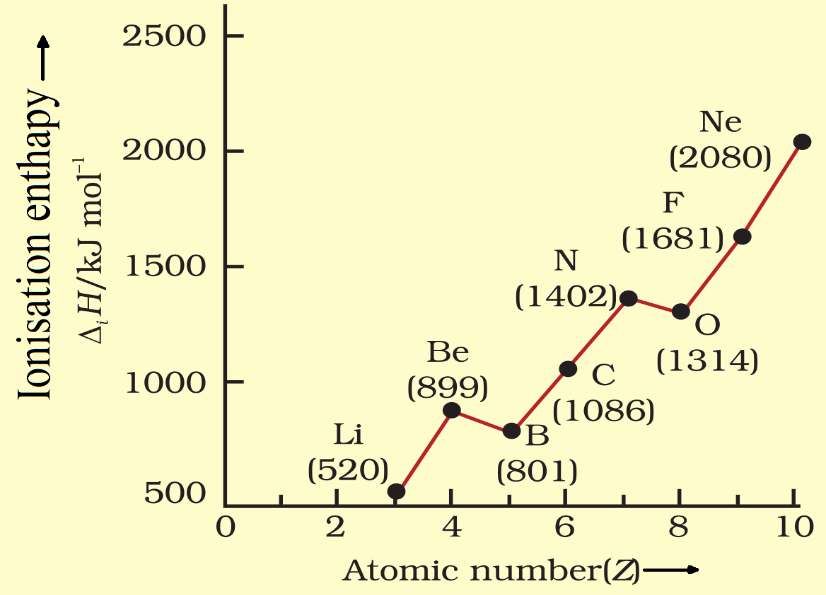 Ionisation enthapy
Δᵢ H/kJ mol⁻¹
2500
2000
1500
1000
500
0
2
4
6
8
10
Li
(520)
Be
(899)
B
(801)
C
(1086)
N
(1402)
O
(1314)
F
(1681)
Ne
(2080)
Atomic number(Z)